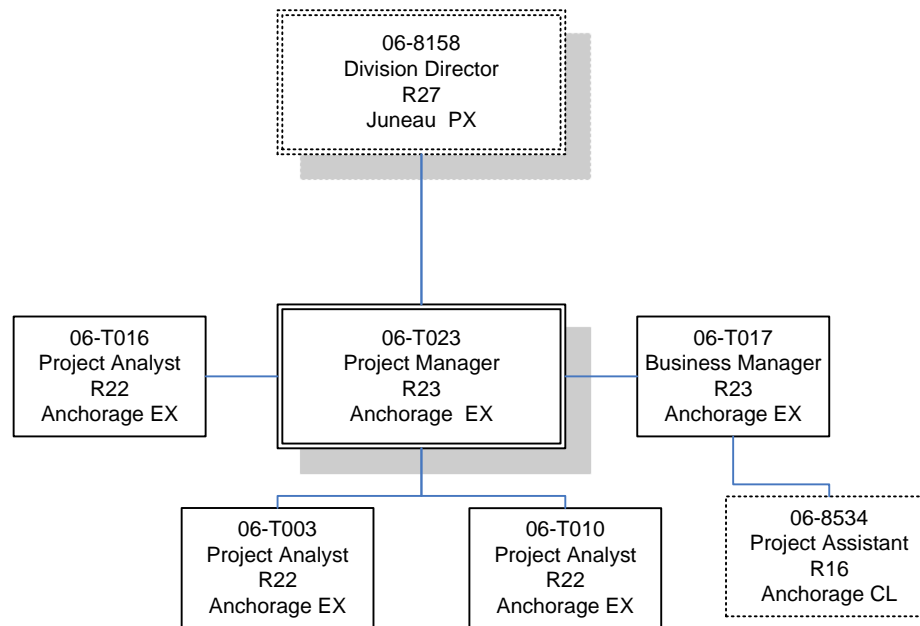 06-8158
Division Director
R27
Juneau  PX
06-T016
Project Analyst
R22
Anchorage EX
06-T023
Project Manager
R23
Anchorage  EX
06-T017
Business Manager
R23
Anchorage EX
06-T003
Project Analyst
R22
Anchorage EX
06-T010
Project Analyst
R22
Anchorage EX
06-8534
Project Assistant
R16
Anchorage CL